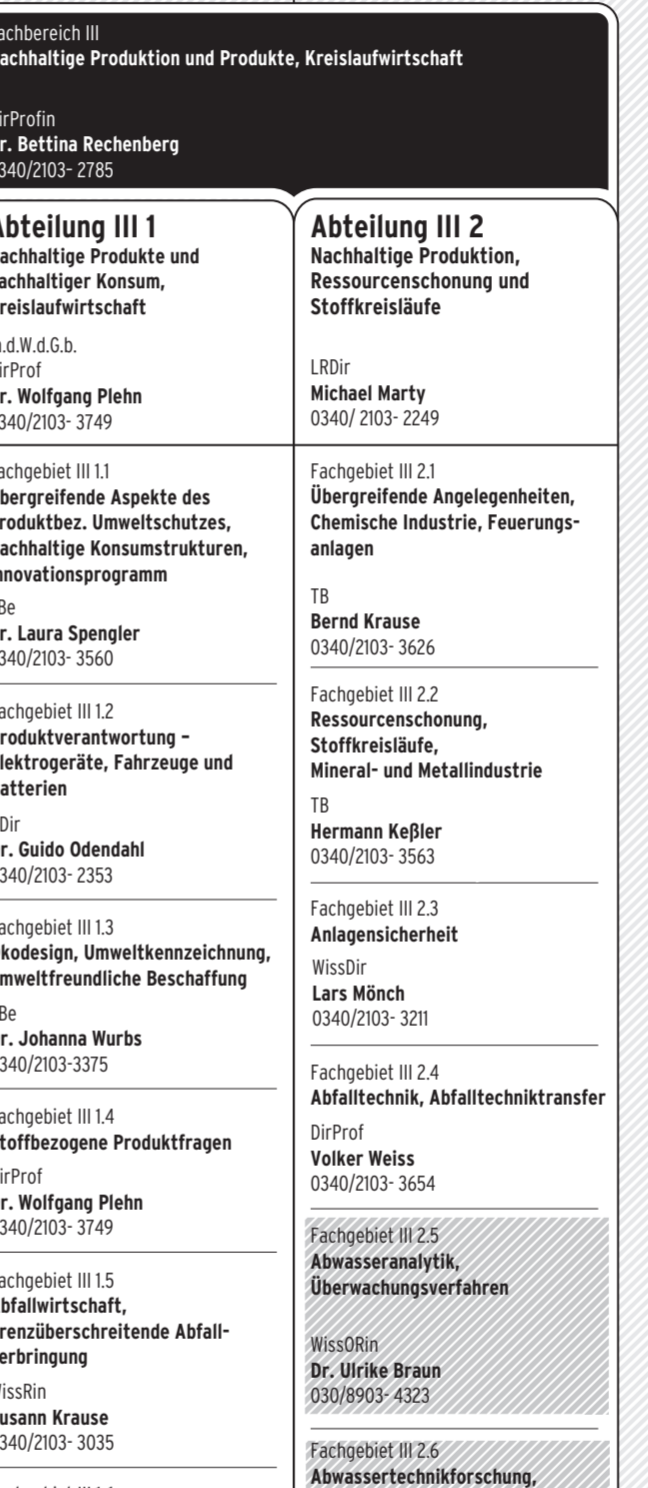 achbereich III
achhaltige Produktion und Produkte, Kreislaufwirtschaft
irProfin
r. Bettina Rechenberg
340/2103- 2785
Abteilung III 1
achhaltige Produkte und
achhaltiger Konsum,
reislaufwirtschaft
.d.W.d.G.b.
irProf
r. Wolfgang Plehn
340/2103- 3749
achgebiet III 1.1
bergreifende Aspekte des
roduktbez. Umweltschutzes,
achhaltige Konsumstrukturen,
nnovationsprogramm
Be
r. Laura Spengler
340/2103- 3560
achgebiet III 1.2
roduktverantwortung –
lektrogeräte, Fahrzeuge und
atterien
Dir
r. Guido Odendahl
340/2103- 2353
achgebiet III 1.3
kodesign, Umweltkennzeichnung,
mweltfreundliche Beschaffung
Be
r. Johanna Wurbs
340/2103-3375
achgebiet III 1.4
toffbezogene Produktfragen
irProf
r. Wolfgang Plehn
340/2103- 3749
achgebiet III 1.5
bfallwirtschaft,
renzüberschreitende Abfall-
erbringung
WissRin
usann Krause
340/2103- 3035
Abteilung III 2
Nachhaltige Produktion,
Ressourcenschonung und
Stoffkreisläufe
LRDir
Michael Marty
0340/ 2103- 2249
Fachgebiet III 2.1
Übergreifende Angelegenheiten,
Chemische Industrie, Feuerungs-
anlagen
TB
Bernd Krause
0340/2103- 3626
Fachgebiet III 2.2
Ressourcenschonung,
Stoffkreisläufe,
Mineral- und Metallindustrie
TB
Hermann Keßler
0340/2103- 3563
Fachgebiet III 2.3
Anlagensicherheit
WissDir
Lars Mönch
0340/2103- 3211
Fachgebiet III 2.4
Abfalltechnik, Abfalltechniktransfer
DirProf
Volker Weiss
0340/2103- 3654
Fachgebiet III 2.5
Abwasseranalytik,
Überwachungsverfahren
WissORin
Dr. Ulrike Braun
030/8903- 4323
Fachgebiet III 2.6
Abwassertechnikforschung,